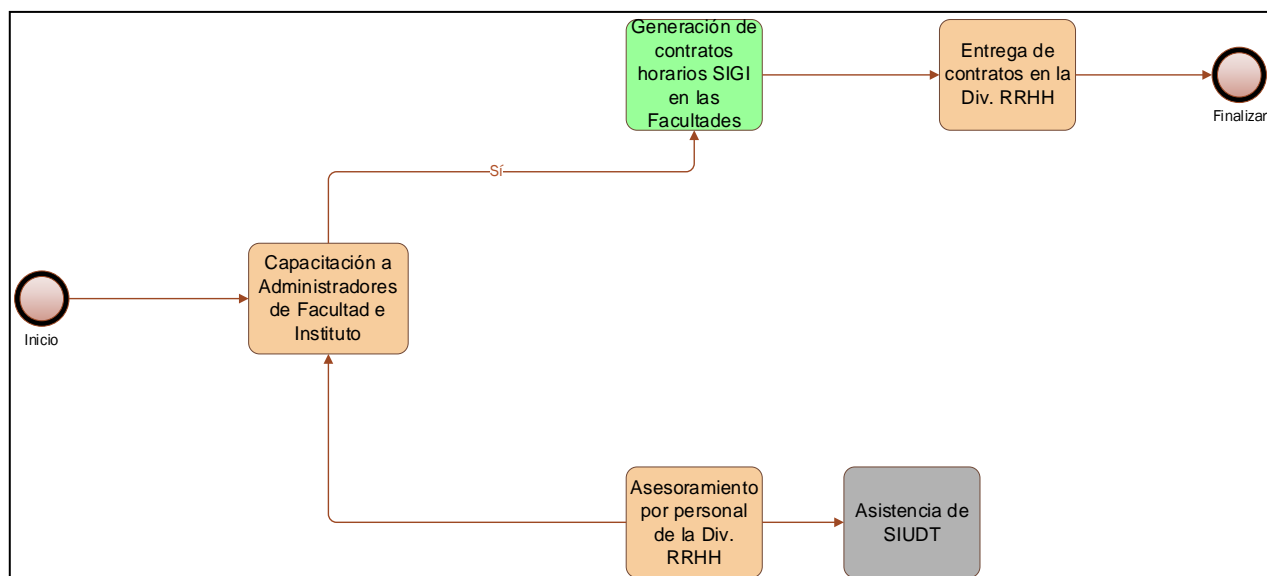 Generación de
contratos
horarios SIGI
en las
Facultades
Entrega de
contratos en la
Div. RRHH
Finalizar
Sí
Capacitación a
Administradores
de Facultad e
Instituto
Inicio
Asesoramiento
por personal
de la Div.
RRHH
Asistencia de
SIUDT